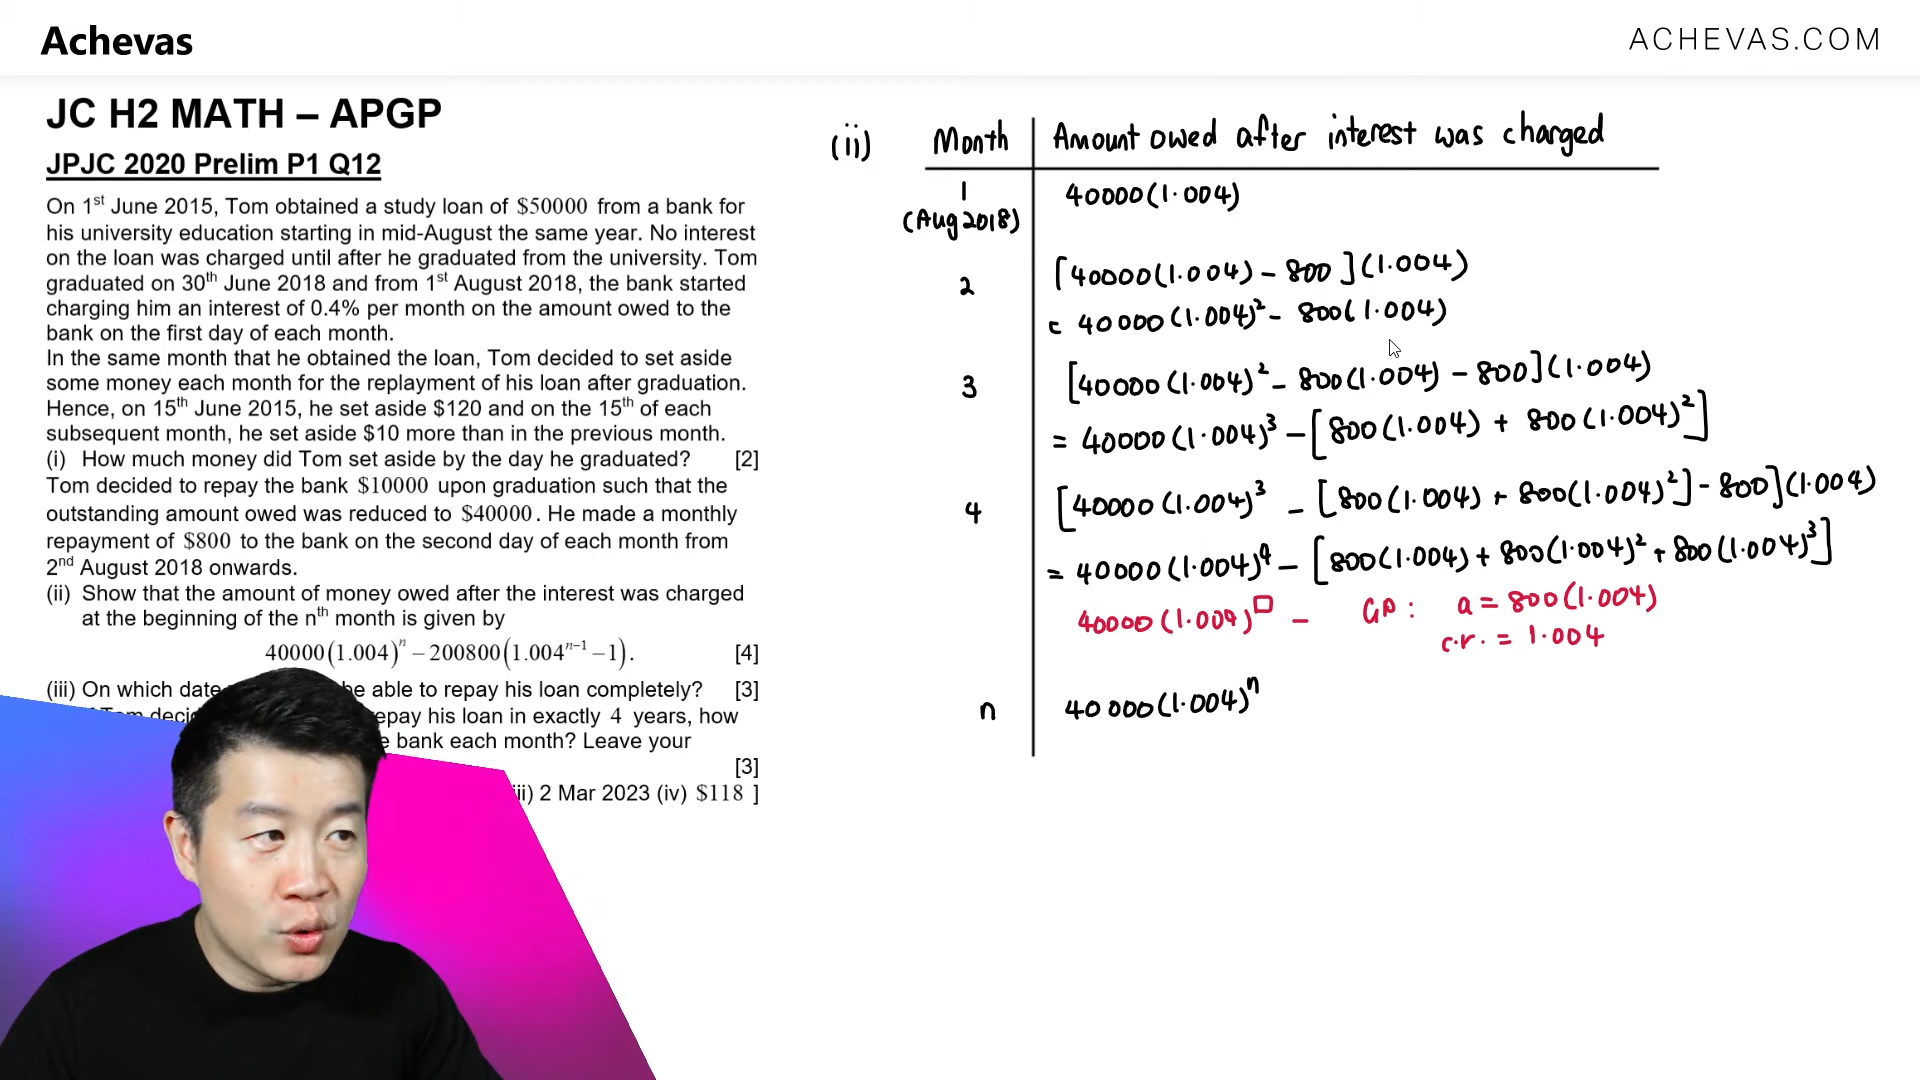 Achevas
ACHEVAS.COM
JC H2 MATH – APGP
JPJC 2020 Prelim P1 Q12
On 1st June 2015, Tom obtained a study loan of $50000 from a bank for
his university education starting in mid-August the same year. No interest
on the loan was charged until after he graduated from the university. Tom
graduated on 30th June 2018 and from 1st August 2018, the bank started
charging him an interest of 0.4% per month on the amount owed to the
bank on the first day of each month.
In the same month that he obtained the loan, Tom decided to set aside
some money each month for the replayment of his loan after graduation.
Hence, on 15th June 2015, he set aside $120 and on the 15th of each
subsequent month, he set aside $10 more than in the previous month.
(i) How much money did Tom set aside by the day he graduated? [2]
Tom decided to repay the bank $10000 upon graduation such that the
outstanding amount owed was reduced to $40000. He made a monthly
repayment of $800 to the bank on the second day of each month from
2nd August 2018 onwards.
(ii) Show that the amount of money owed after the interest was charged
at the beginning of the nth month is given by
40000(1.004)^n − 200800(1.004^{n−1} − 1). [4]
(iii) On which date be able to repay his loan completely? [3]
epay his loan in exactly 4 years, how
bank each month? Leave your
[3]
ii) 2 Mar 2023 (iv) $118 ]
(ii) Month Amount owed after interest was charged
1 40000(1.004)
(Aug 2018)
2 [40000(1.004) − 800](1.004)
= 40000(1.004)² − 800(1.004)
3 [40000(1.004)² − 800(1.004) − 800](1.004)
= 40000(1.004)³ − [800(1.004) + 800(1.004)²]
4 [40000(1.004)³ − [800(1.004) + 800(1.004)²] − 800](1.004)
= 40000(1.004)⁴ − [800(1.004) + 800(1.004)² + 800(1.004)³]
40000(1.004)^□ − GP: a = 800(1.004)
c.r. = 1.004
n 40000(1.004)^n